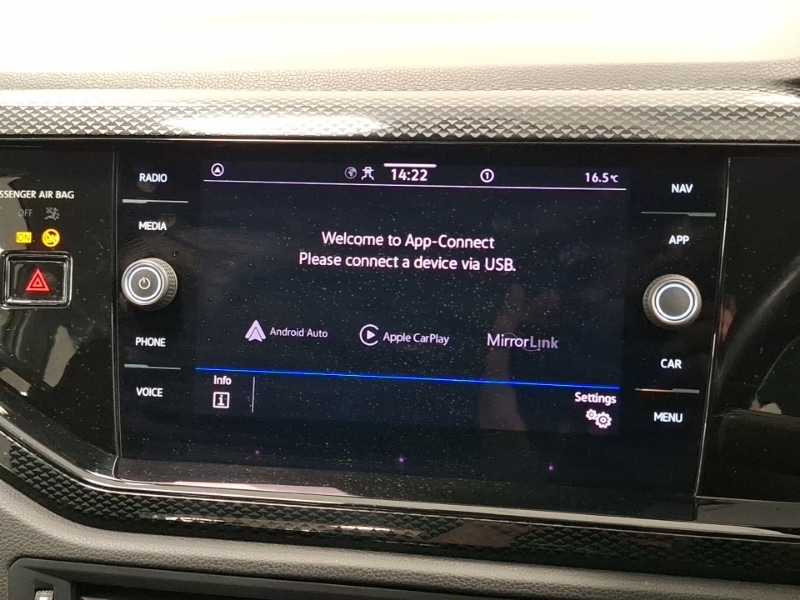 14:22
1
16.5°C
RADIO
MEDIA
PHONE
VOICE
SSENGER AIR BAG
OFF
ON
Welcome to App-Connect
Please connect a device via USB.
Android Auto
Apple CarPlay
MirrorLink
Info
i
Settings
NAV
APP
CAR
MENU